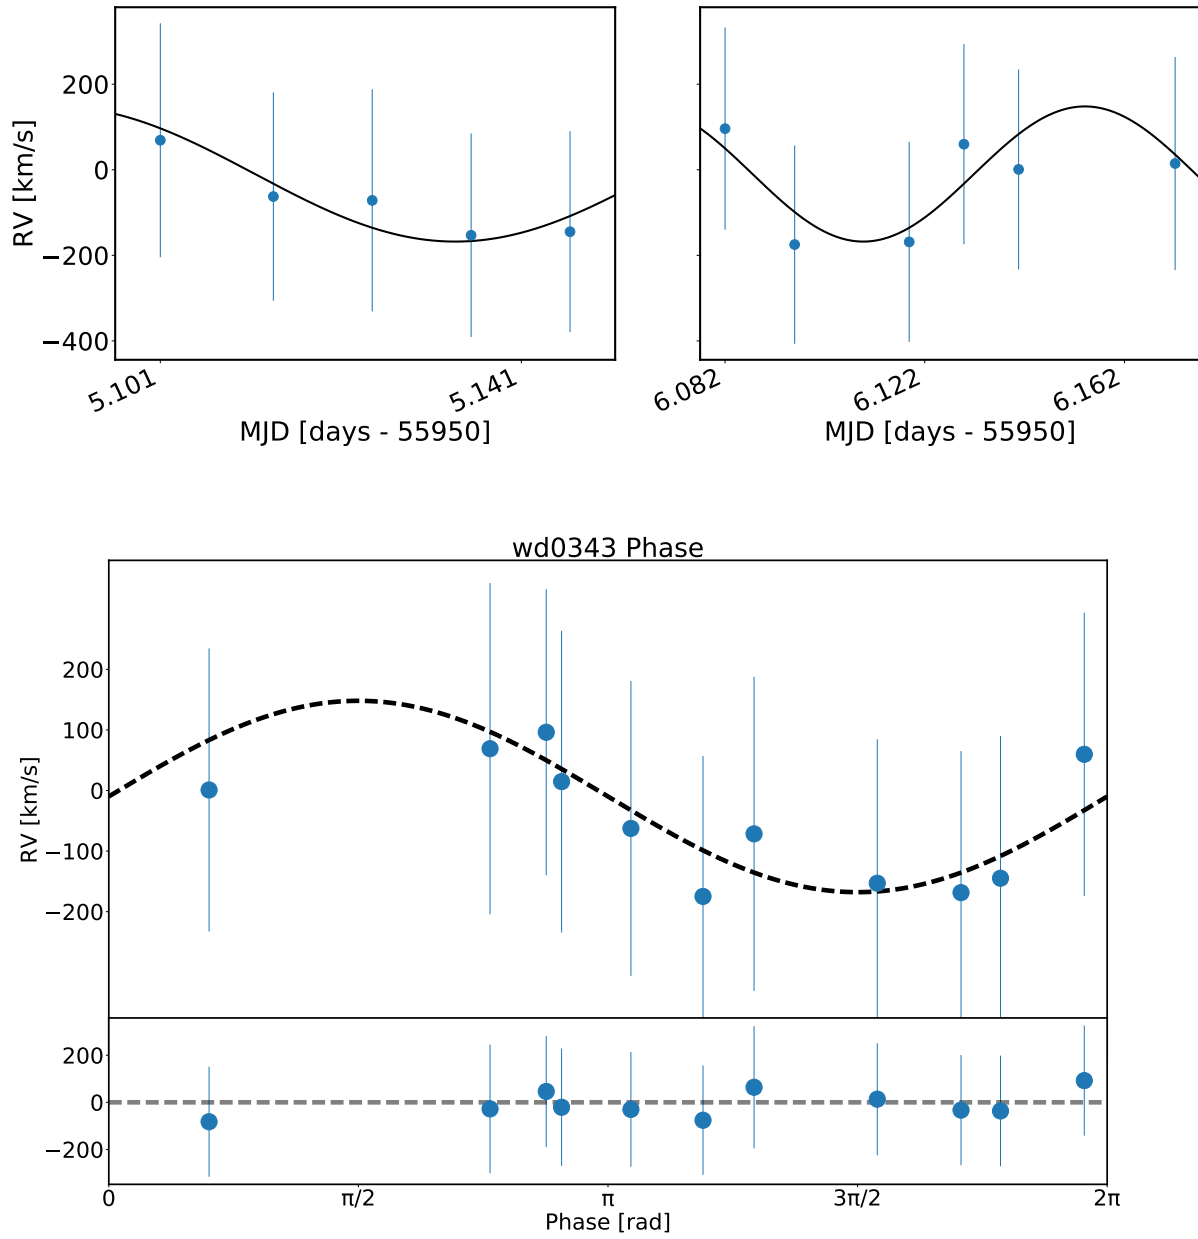 200
0
−200
−400
RV [km/s]
5.101
5.141
MJD [days - 55950]
6.082
6.122
6.162
MJD [days - 55950]
wd0343 Phase
200
100
0
−100
−200
RV [km/s]
200
0
−200
0
π/2
π
3π/2
2π
Phase [rad]